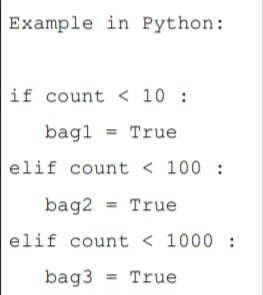 Example in Python:
if count < 10 :
bag1 = True
elif count < 100 :
bag2 = True
elif count < 1000 :
bag3 = True